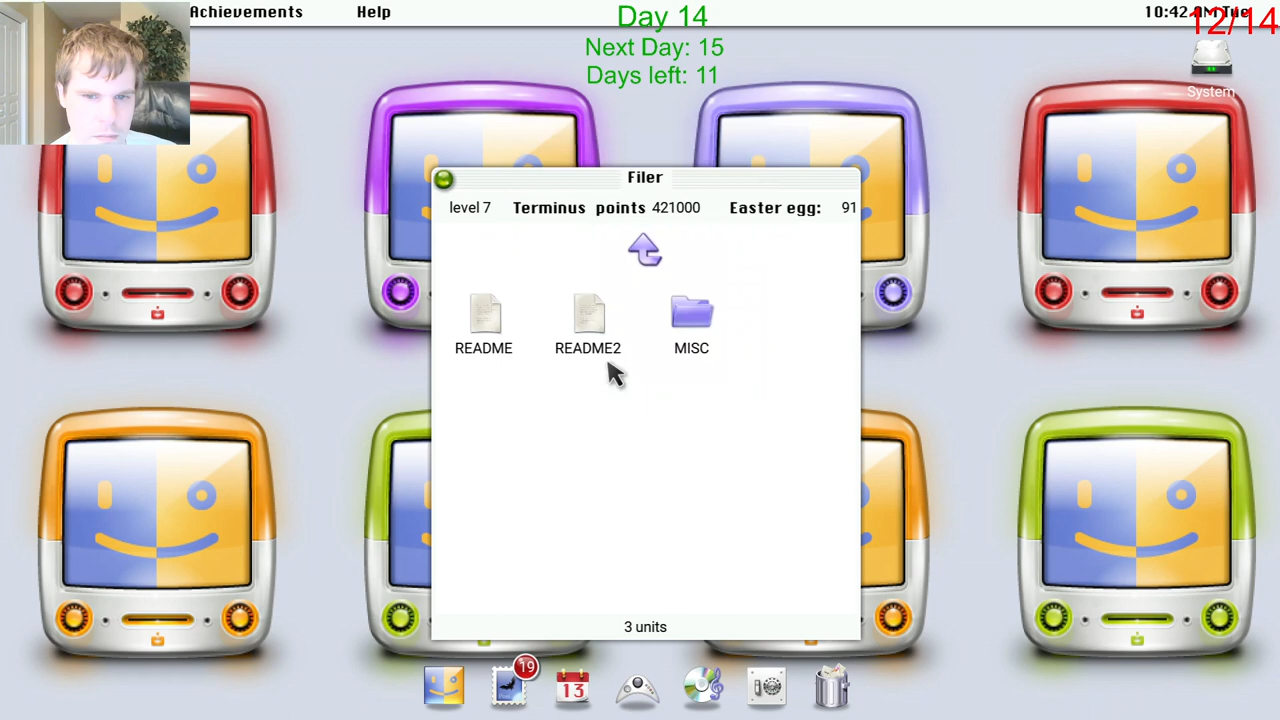 Achievements Help
Day 14
10:42 AM Tue
12/14
Next Day: 15
Days left: 11
System
Filer
level 7 Terminus points 421000 Easter egg: 91
README README2 MISC
3 units
19
13